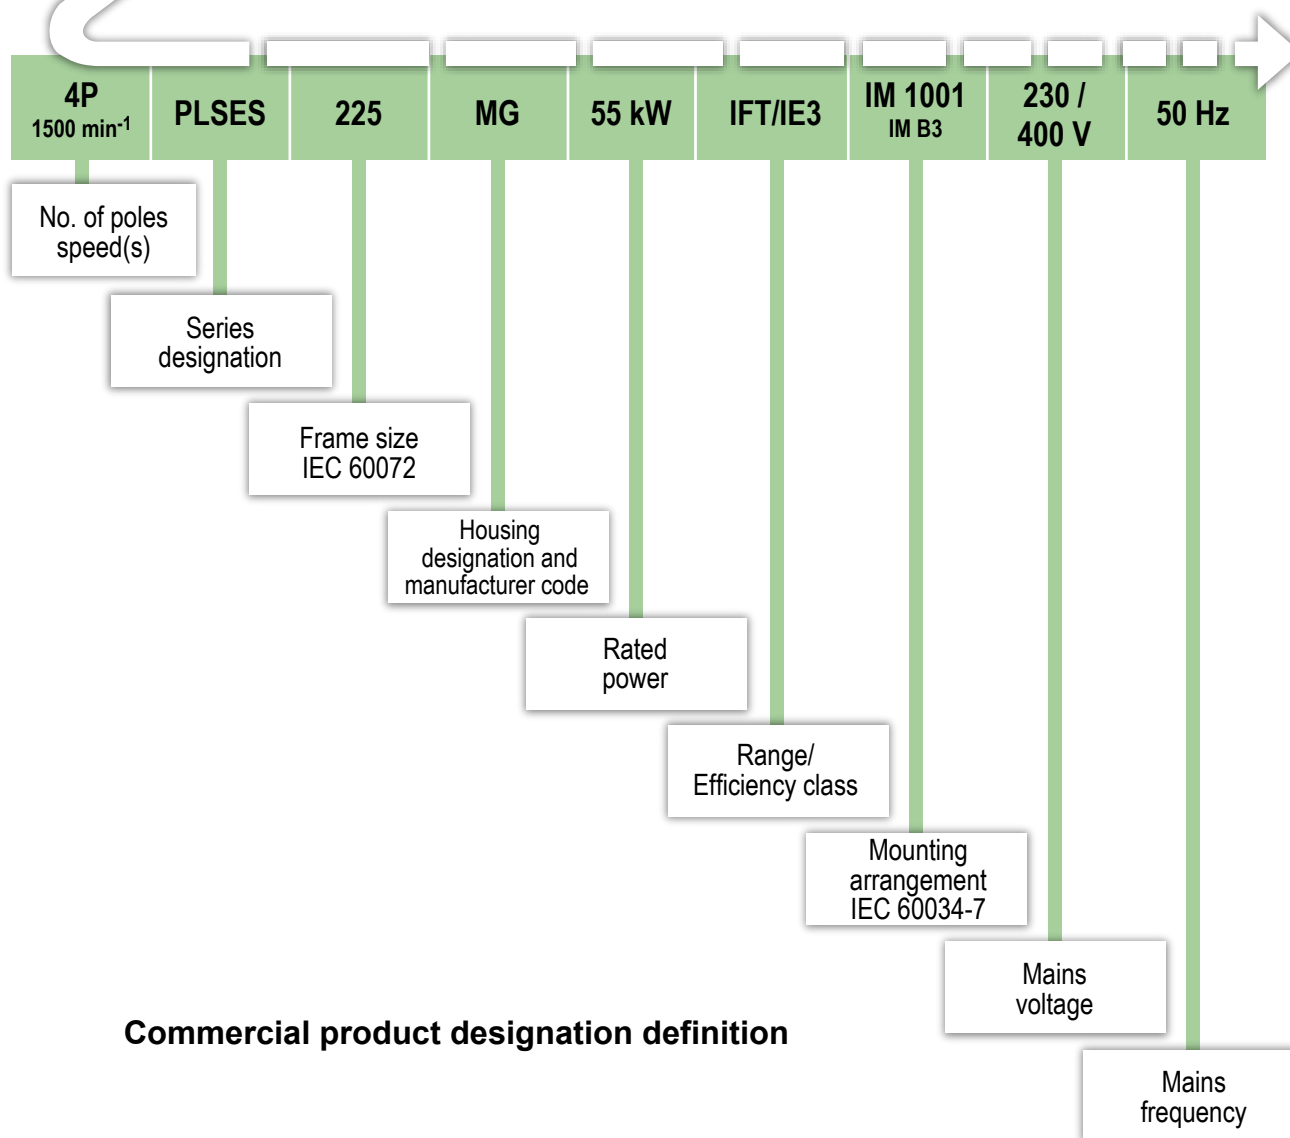 4P
1500 min-1
PLSES
225
MG
55 kW
IFT/IE3
IM 1001
IM B3
230 /
400 V
50 Hz
No. of poles
speed(s)
Series
designation
Frame size
IEC 60072
Housing
designation and
manufacturer code
Rated
power
Range/
Efficiency class
Mounting
arrangement
IEC 60034-7
Mains
voltage
Commercial product designation definition
Mains
frequency